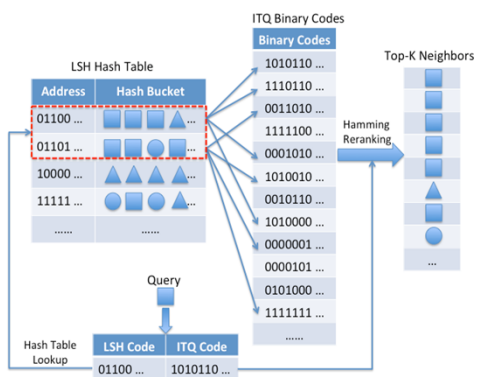 ITQ Binary Codes
LSH Hash Table
Binary Codes
Top-K Neighbors
Address Hash Bucket
01100 ... ...
01101 ... ...
10000 ... ...
11111 ... ...
...... ......
1010110 ...
1110110 ...
0011010 ...
1111100 ...
0001010 ...
1010010 ...
0010110 ...
1010000 ...
0000001 ...
0000101 ...
0101000 ...
1111111 ...
......
Hamming
Reranking
...
Query
Hash Table
Lookup
LSH Code ITQ Code
01100 ... 1010110 ...